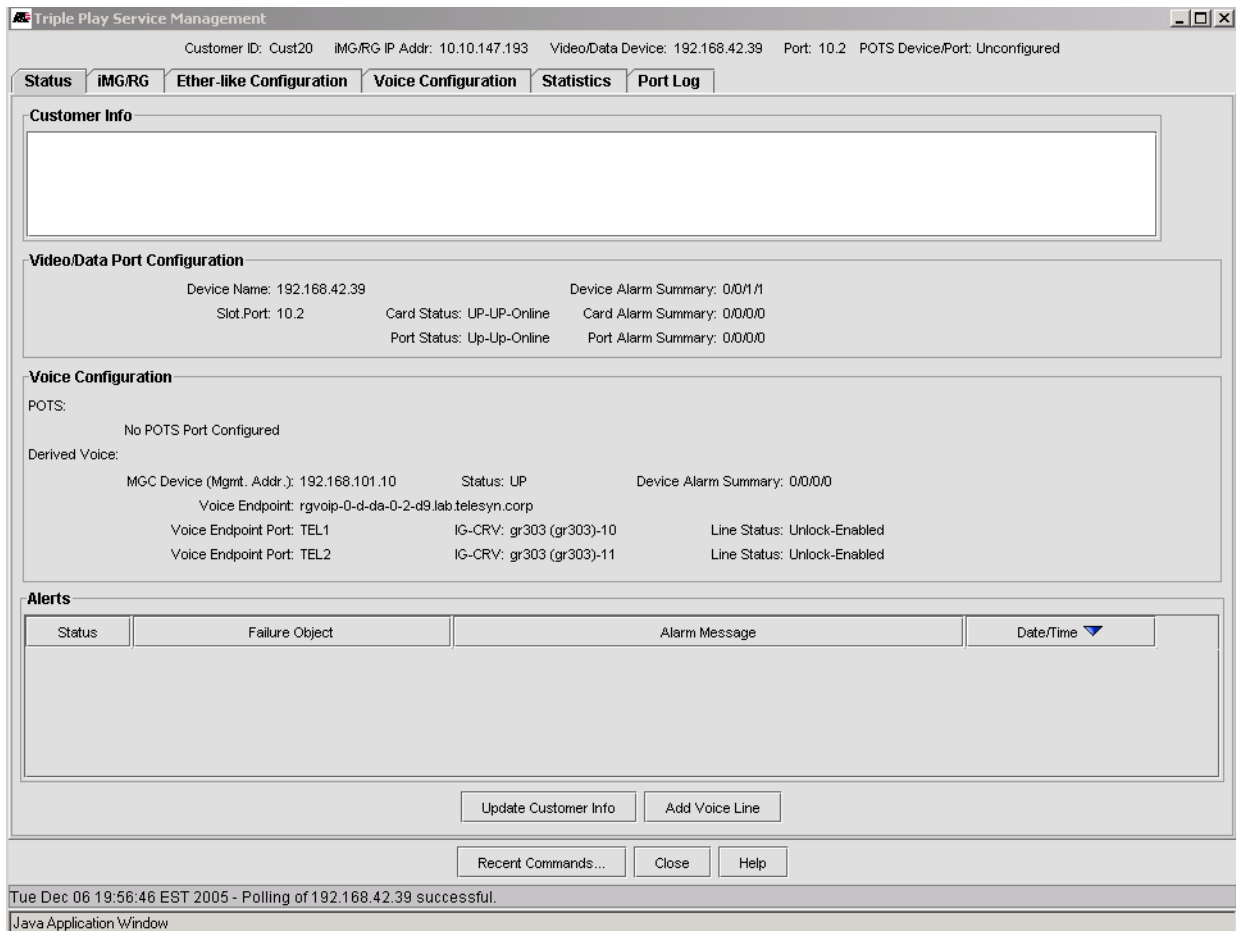 Triple Play Service Management
Customer ID: Cust20 iMG/RG IP Addr: 10.10.147.193 Video/Data Device: 192.168.42.39 Port: 10.2 POTS Device/Port: Unconfigured
Status iMG/RG Ether-like Configuration Voice Configuration Statistics Port Log
Customer Info
Video/Data Port Configuration
Device Name: 192.168.42.39 Device Alarm Summary: 0/0/1/1
Slot.Port: 10.2 Card Status: UP-UP-Online Card Alarm Summary: 0/0/0/0
Port Status: Up-Up-Online Port Alarm Summary: 0/0/0/0
Voice Configuration
POTS:
No POTS Port Configured
Derived Voice:
MGC Device (Mgmt. Addr.): 192.168.101.10 Status: UP Device Alarm Summary: 0/0/0/0
Voice Endpoint: rgvoip-0-d-da-0-2-d9.lab.telesyn.corp
Voice Endpoint Port: TEL1 IG-CRV: gr303 (gr303)-10 Line Status: Unlock-Enabled
Voice Endpoint Port: TEL2 IG-CRV: gr303 (gr303)-11 Line Status: Unlock-Enabled
Alerts
Status Failure Object Alarm Message Date/Time
Update Customer Info Add Voice Line
Recent Commands... Close Help
Tue Dec 06 19:56:46 EST 2005 - Polling of 192.168.42.39 successful.
Java Application Window